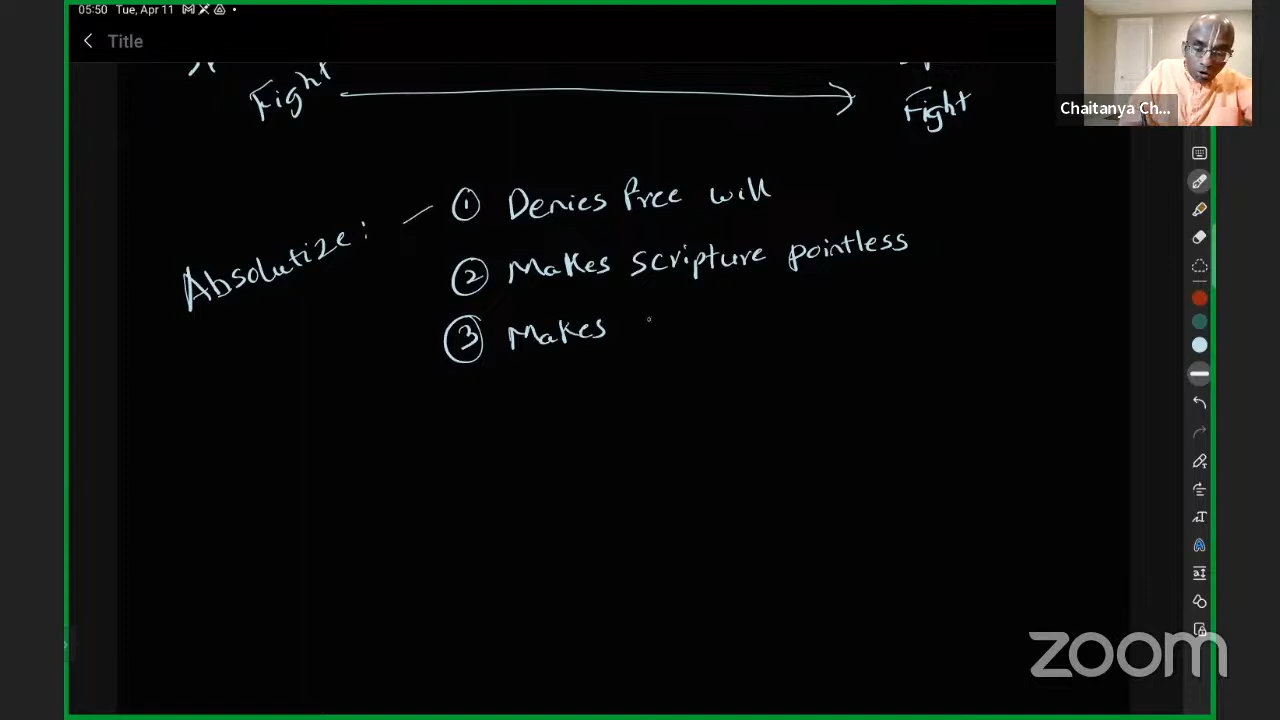 05:50 Tue, Apr 11
Title
Fight
Fight
Chaitanya Ch...
Absolutize: – ① Denies free will
② Makes scripture pointless
③ Makes
zoom